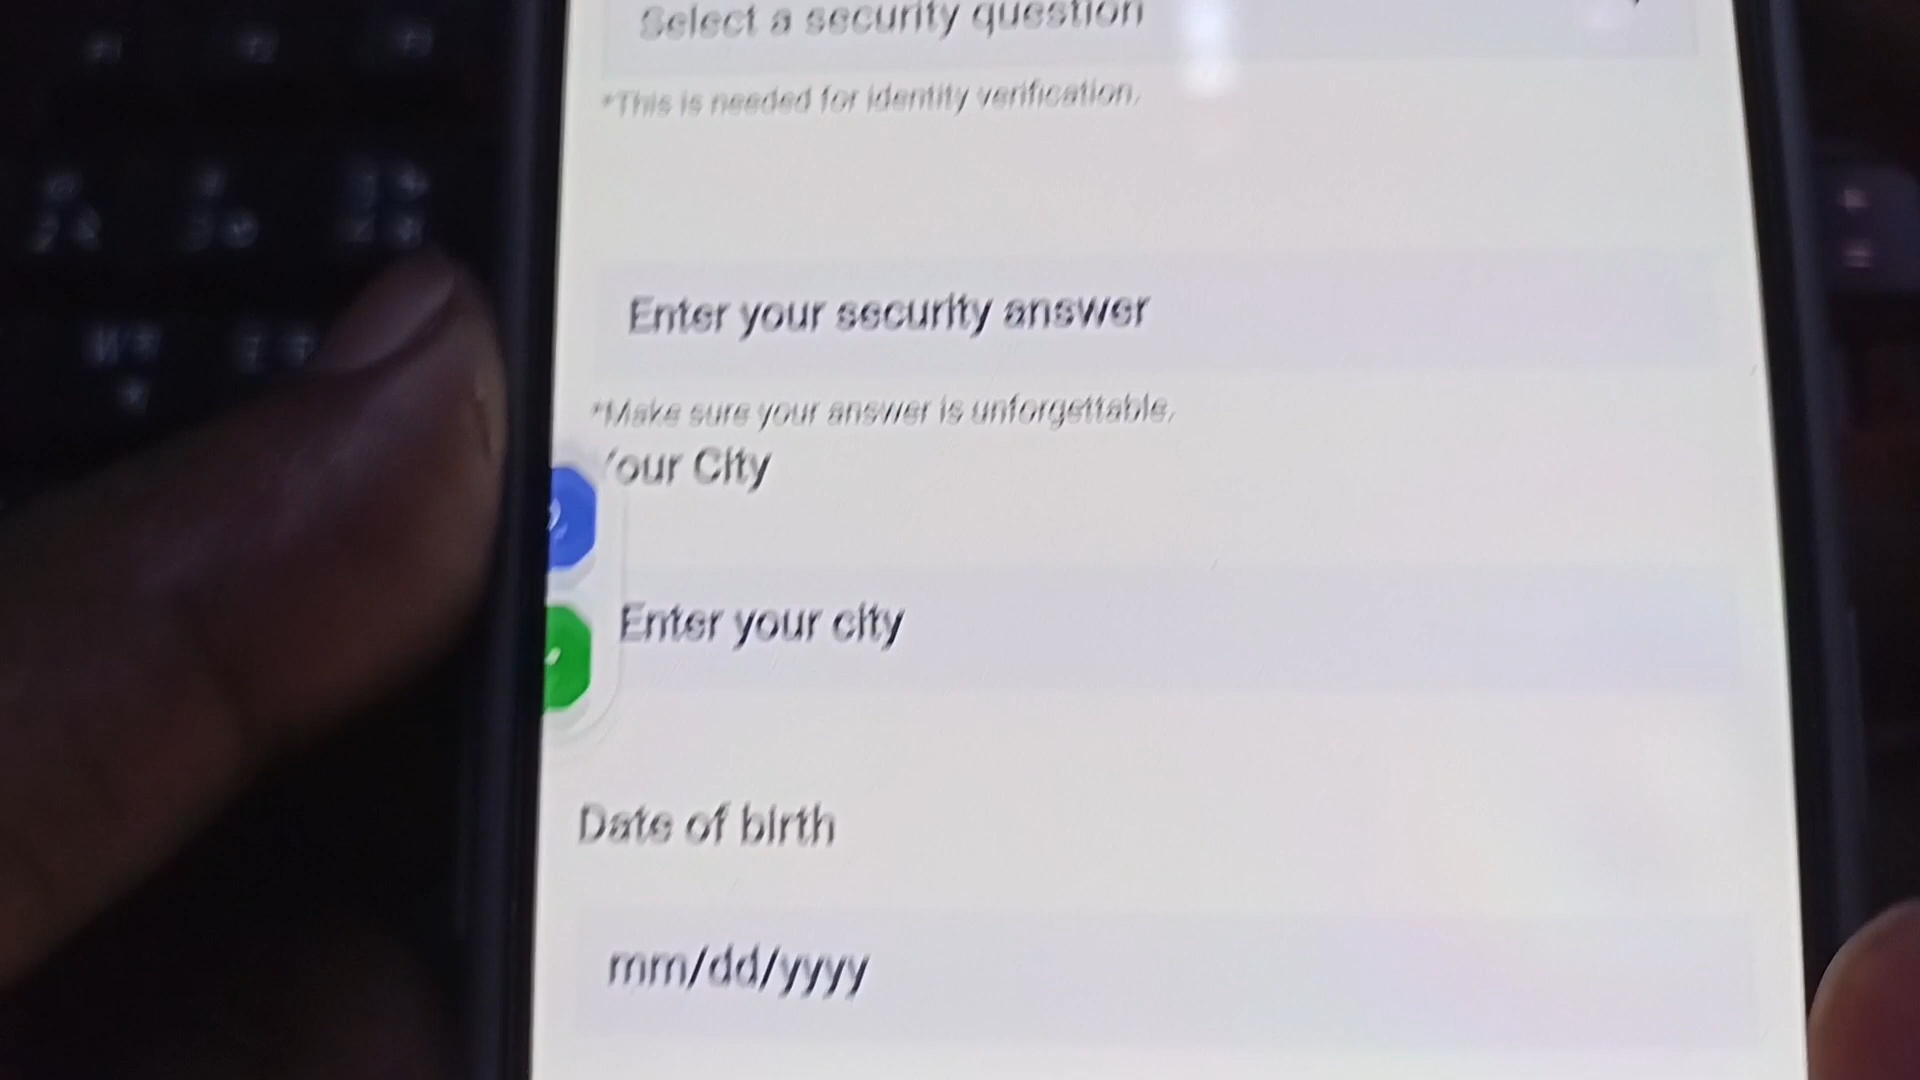 Select a security question
*This is needed for identity verification.
Enter your security answer
*Make sure your answer is unforgettable.
our City
Enter your city
Date of birth
mm/dd/yyyy